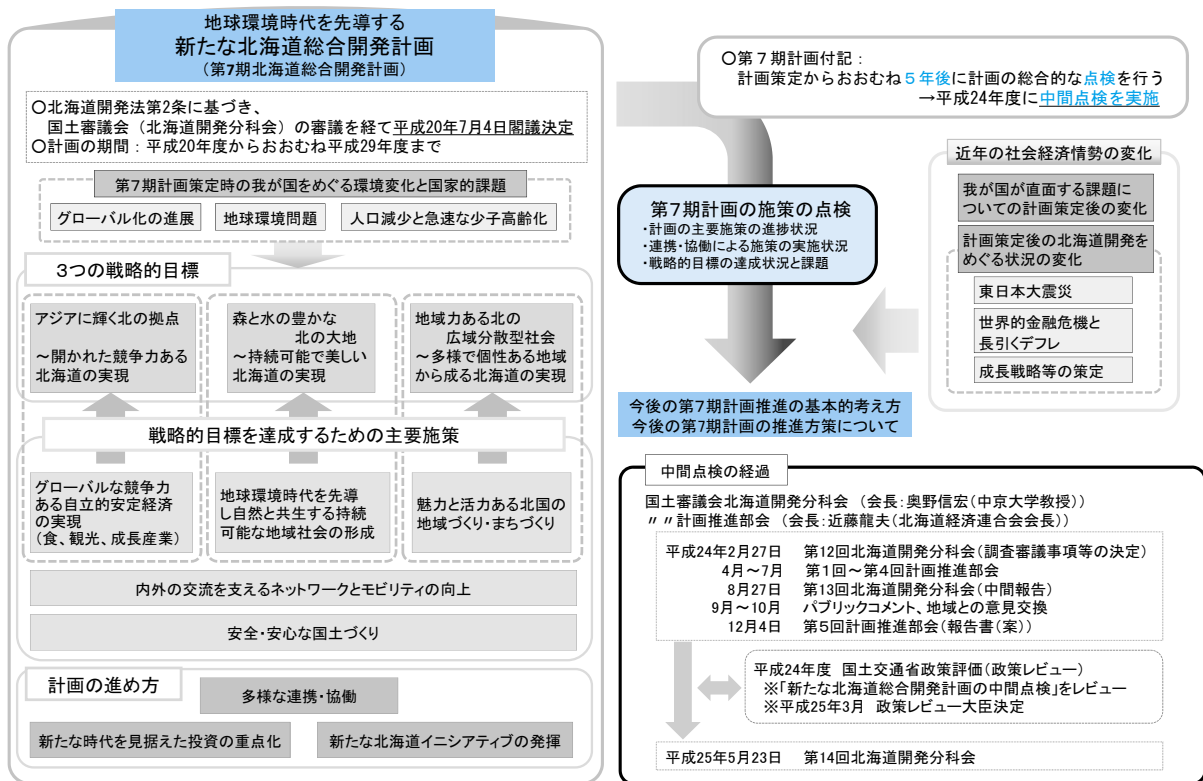 地球環境時代を先導する
新たな北海道総合開発計画
(第7期北海道総合開発計画)
○北海道開発法第2条に基づき、
国土審議会(北海道開発分科会)の審議を経て平成20年7月4日閣議決定
○計画の期間:平成20年度からおおむね平成29年度まで
第7期計画策定時の我が国をめぐる環境変化と国家的課題
グローバル化の進展
地球環境問題
人口減少と急速な少子高齢化
3つの戦略的目標
アジアに輝く北の拠点
~開かれた競争力ある
北海道の実現
森と水の豊かな
北の大地
~持続可能で美しい
北海道の実現
地域力ある北の
広域分散型社会
~多様で個性ある地域
から成る北海道の実現
戦略的目標を達成するための主要施策
グローバルな競争力
ある自立的安定経済
の実現
(食、観光、成長産業)
地球環境時代を先導
し自然と共生する持続
可能な地域社会の形成
魅力と活力ある北国の
地域づくり・まちづくり
内外の交流を支えるネットワークとモビリティの向上
安全・安心な国土づくり
計画の進め方
多様な連携・協働
新たな時代を見据えた投資の重点化
新たな北海道イニシアティブの発揮
○第7期計画付記:
計画策定からおおむね5年後に計画の総合的な点検を行う
→平成24年度に中間点検を実施
第7期計画の施策の点検
・計画の主要施策の進捗状況
・連携・協働による施策の実施状況
・戦略的目標の達成状況と課題
近年の社会経済情勢の変化
我が国が直面する課題に
ついての計画策定後の変化
計画策定後の北海道開発を
めぐる状況の変化
東日本大震災
世界的金融危機と
長引くデフレ
成長戦略等の策定
今後の第7期計画推進の基本的考え方
今後の第7期計画の推進方策について
中間点検の経過
国土審議会北海道開発分科会 (会長:奥野信宏(中京大学教授))
〃 〃計画推進部会 (会長:近藤龍夫(北海道経済連合会会長))
平成24年2月27日 第12回北海道開発分科会(調査審議事項等の決定)
4月~7月 第1回~第4回計画推進部会
8月27日 第13回北海道開発分科会(中間報告)
9月~10月 パブリックコメント、地域との意見交換
12月4日 第5回計画推進部会(報告書(案))
平成24年度 国土交通省政策評価(政策レビュー)
※「新たな北海道総合開発計画の中間点検」をレビュー
※平成25年3月 政策レビュー大臣決定
平成25年5月23日 第14回北海道開発分科会